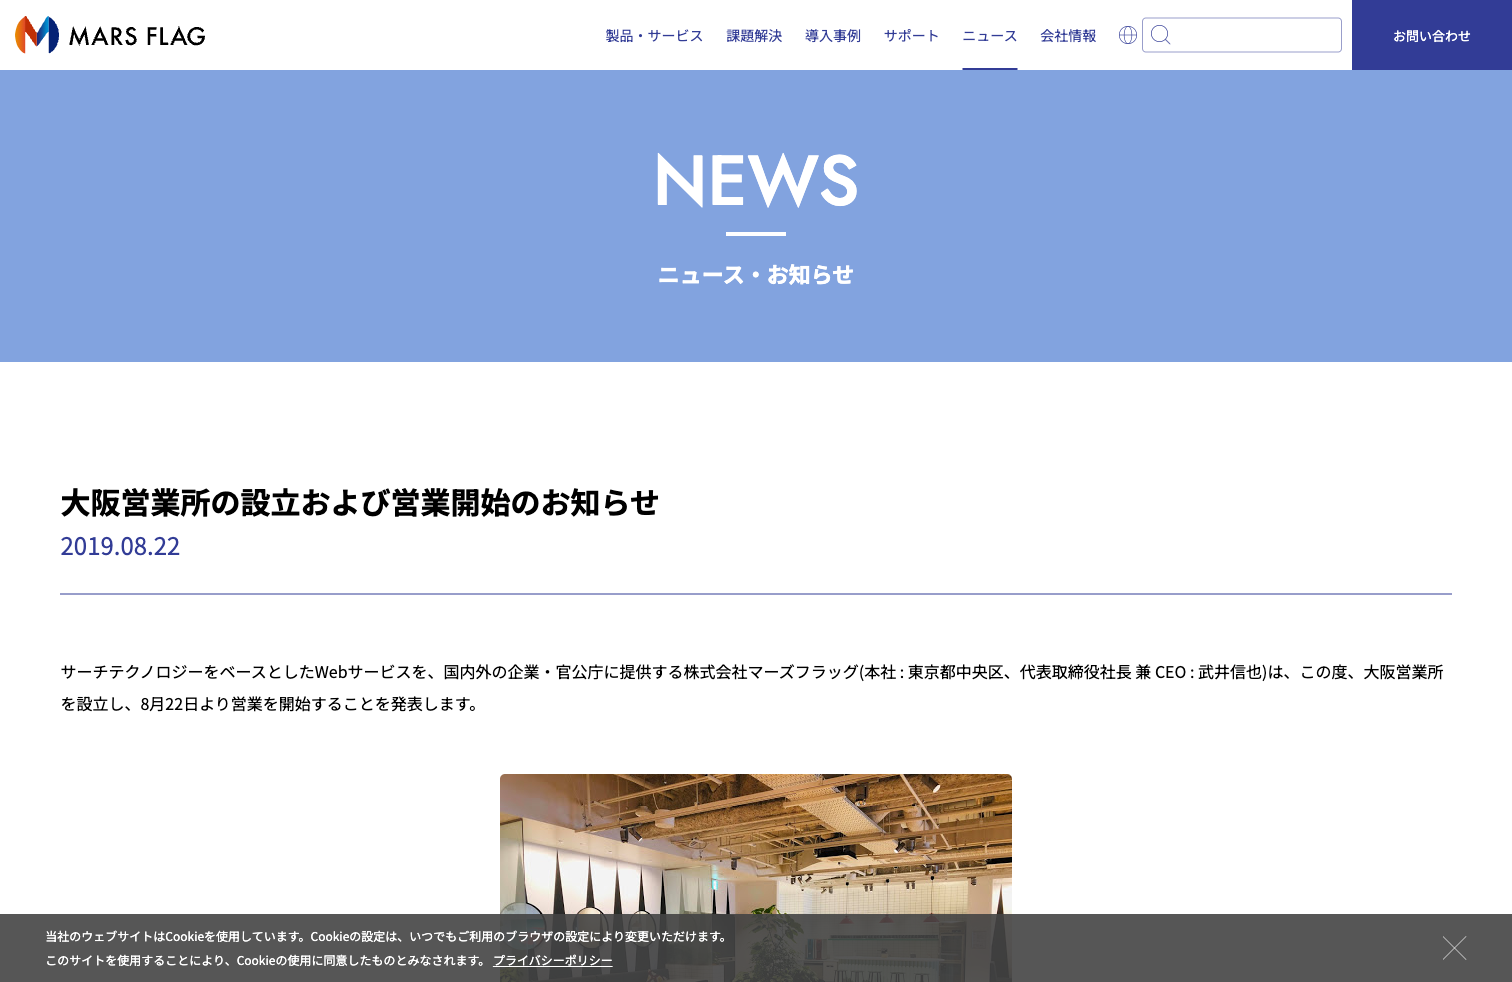 MARS FLAG
製品・サービス 課題解決 導入事例 サポート ニュース 会社情報 お問い合わせ
NEWS
ニュース・お知らせ
大阪営業所の設立および営業開始のお知らせ
2019.08.22
サーチテクノロジーをベースとしたWebサービスを、国内外の企業・官公庁に提供する株式会社マーズフラッグ(本社 : 東京都中央区、代表取締役社長 兼 CEO : 武井信也)は、この度、大阪営業所
を設立し、8月22日より営業を開始することを発表します。
当社のウェブサイトはCookieを使用しています。Cookieの設定は、いつでもご利用のブラウザの設定により変更いただけます。
このサイトを使用することにより、Cookieの使用に同意したものとみなされます。 プライバシーポリシー